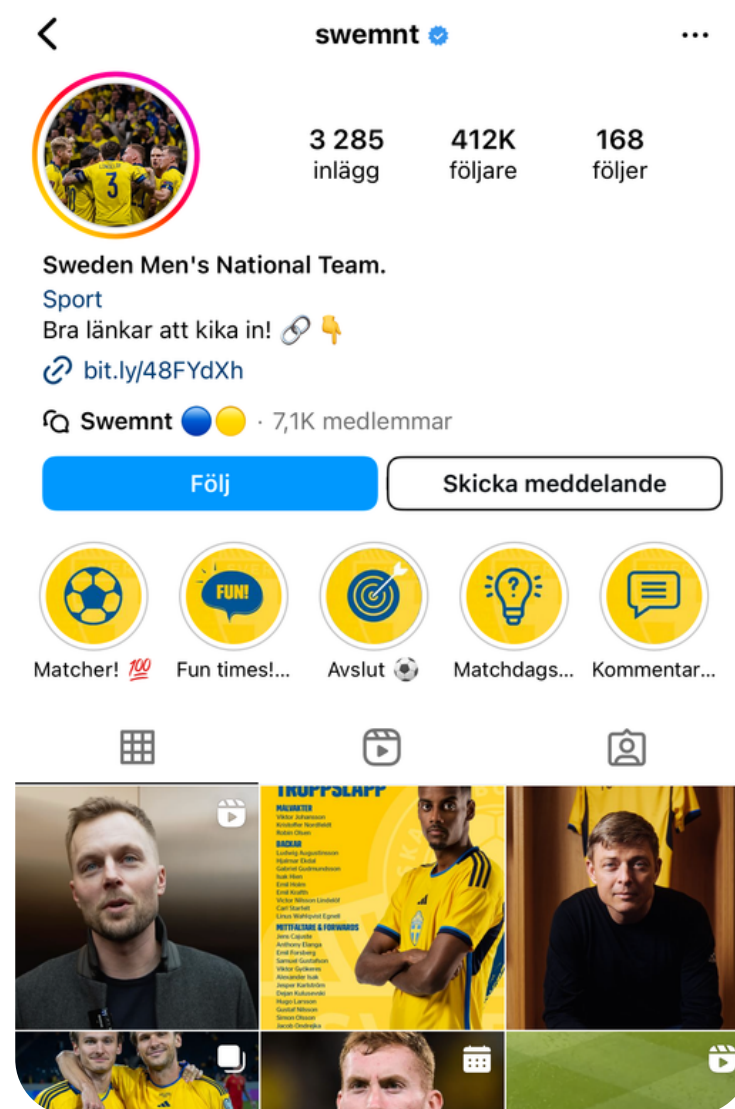 swemnt
3 285
inlägg
412K
följare
168
följer
LINDELÖF
3
Sweden Men's National Team.
Sport
Bra länkar att kika in! 🔗 👇
bit.ly/48FYdXh
Swemnt 🔵🟡 · 7,1K medlemmar
Följ
Skicka meddelande
FUN!
Matcher! 💯
Fun times!...
Avslut ⚽
Matchdags...
Kommentar...
TRUPPSLÄPP
MÅLVAKTER
Viktor Johansson
Kristoffer Nordfeldt
Robin Olsen
BACKAR
Ludwig Augustinsson
Hjalmar Ekdal
Gabriel Gudmundsson
Isak Hien
Emil Holm
Emil Krafth
Victor Nilsson Lindelöf
Carl Starfelt
Linus Wahlqvist Egnell
MITTFÄLTARE & FORWARDS
Jens Cajuste
Anthony Elanga
Emil Forsberg
Samuel Gustafson
Viktor Gyökeres
Alexander Isak
Jesper Karlström
Dejan Kulusevski
Hugo Larsson
Gustaf Nilsson
Simon Olsson
Jacob Ondrejka